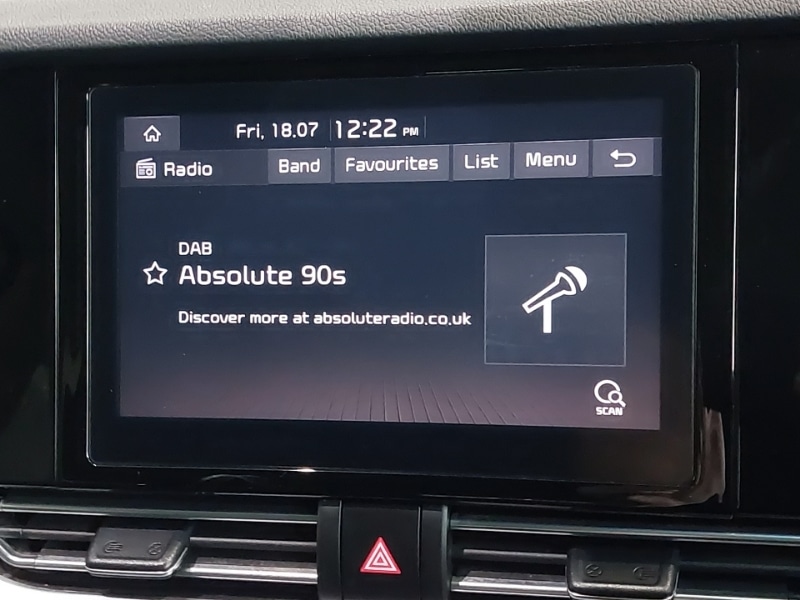 Fri, 18.07 12:22 PM
Radio Band Favourites List Menu
DAB
Absolute 90s
Discover more at absoluteradio.co.uk
SCAN